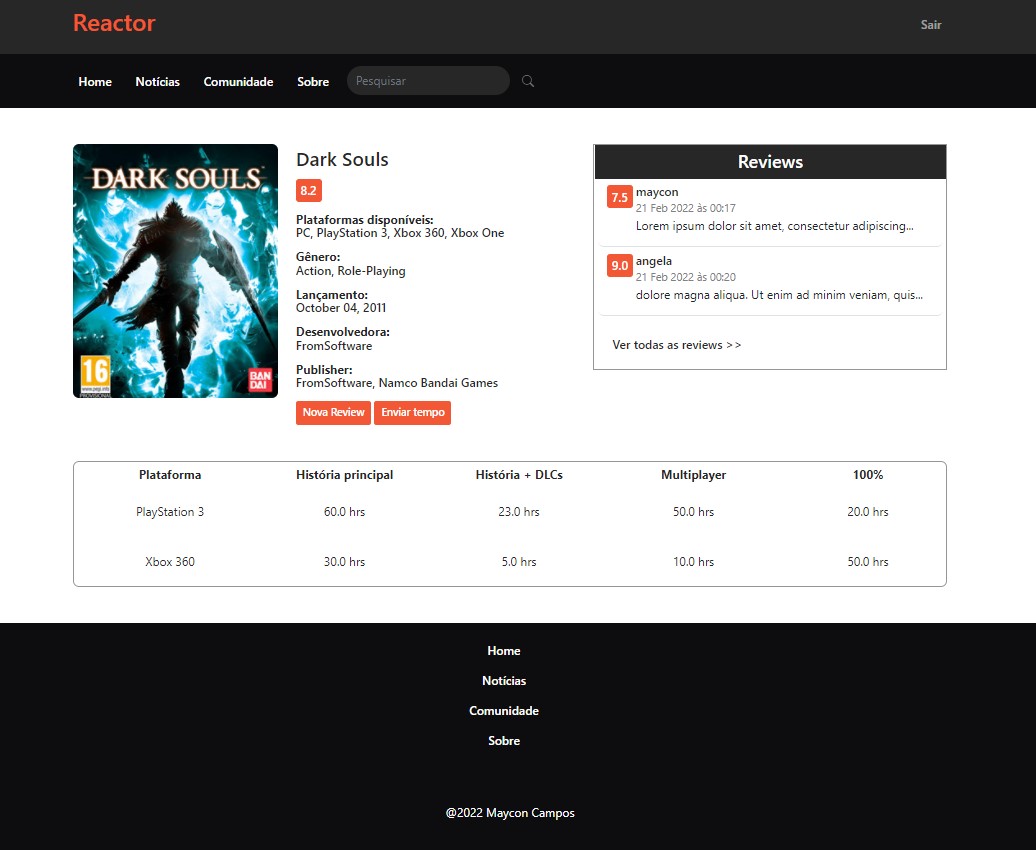 Reactor
Sair
Home Notícias Comunidade Sobre Pesquisar
DARK SOULS
16
www.pegi.info
PROVISIONAL
BAN
DAI
Dark Souls
8.2
Plataformas disponíveis:
PC, PlayStation 3, Xbox 360, Xbox One
Gênero:
Action, Role-Playing
Lançamento:
October 04, 2011
Desenvolvedora:
FromSoftware
Publisher:
FromSoftware, Namco Bandai Games
Nova Review Enviar tempo
Reviews
7.5 maycon
21 Feb 2022 às 00:17
Lorem ipsum dolor sit amet, consectetur adipiscing...
9.0 angela
21 Feb 2022 às 00:20
dolore magna aliqua. Ut enim ad minim veniam, quis...
Ver todas as reviews >>
Plataforma História principal História + DLCs Multiplayer 100%
PlayStation 3 60.0 hrs 23.0 hrs 50.0 hrs 20.0 hrs
Xbox 360 30.0 hrs 5.0 hrs 10.0 hrs 50.0 hrs
Home
Notícias
Comunidade
Sobre
@2022 Maycon Campos